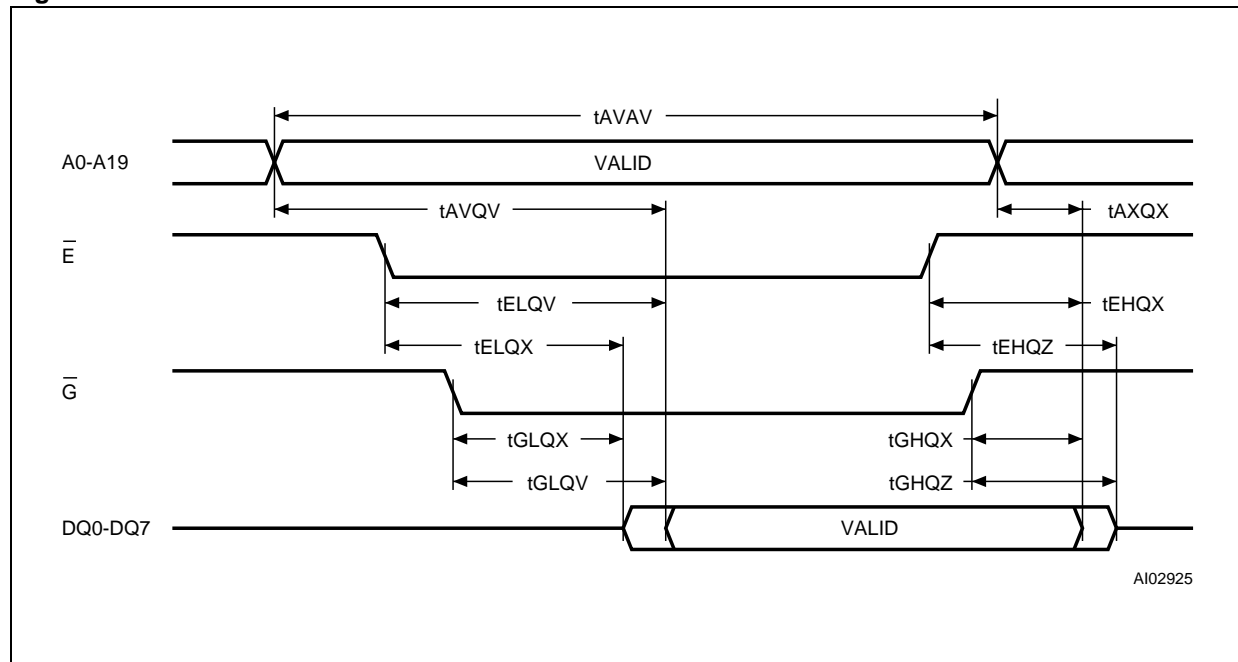 tAVAV
A0-A19 VALID
tAVQV tAXQX
E̅
tELQV tEHQX
tELQX tEHQZ
G̅
tGLQX tGHQX
tGLQV tGHQZ
DQ0-DQ7 VALID
AI02925